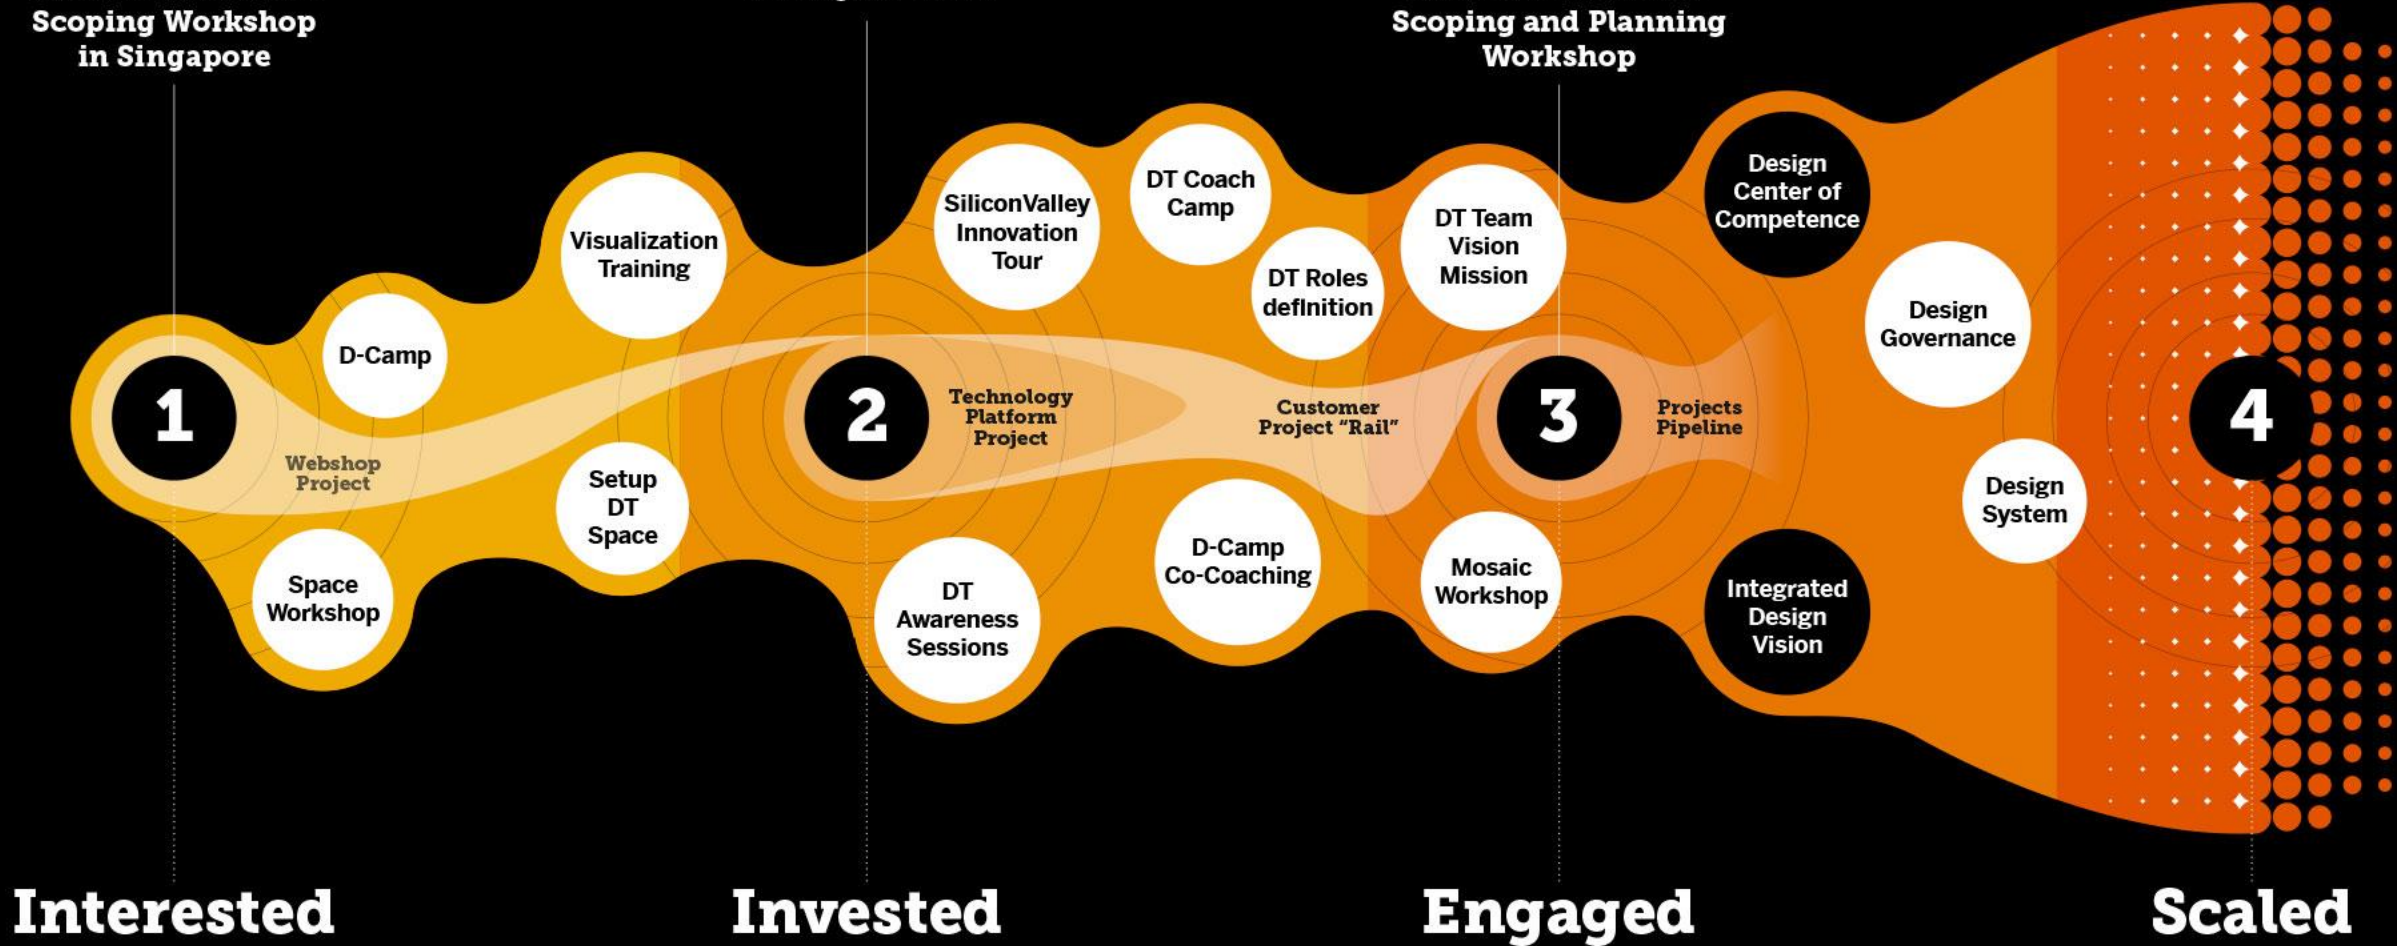 Scoping Workshop
in Singapore
Scoping and Planning
Workshop
1
Webshop
Project
D-Camp
Space
Workshop
Visualization
Training
Setup
DT
Space
2
Technology
Platform
Project
SiliconValley
Innovation
Tour
DT Coach
Camp
DT Roles
definition
DT Awareness
Sessions
D-Camp
Co-Coaching
Customer
Project “Rail”
DT Team
Vision
Mission
Mosaic
Workshop
3
Projects
Pipeline
Design
Center of
Competence
Design
Governance
Design
System
Integrated
Design
Vision
4
Interested
Invested
Engaged
Scaled